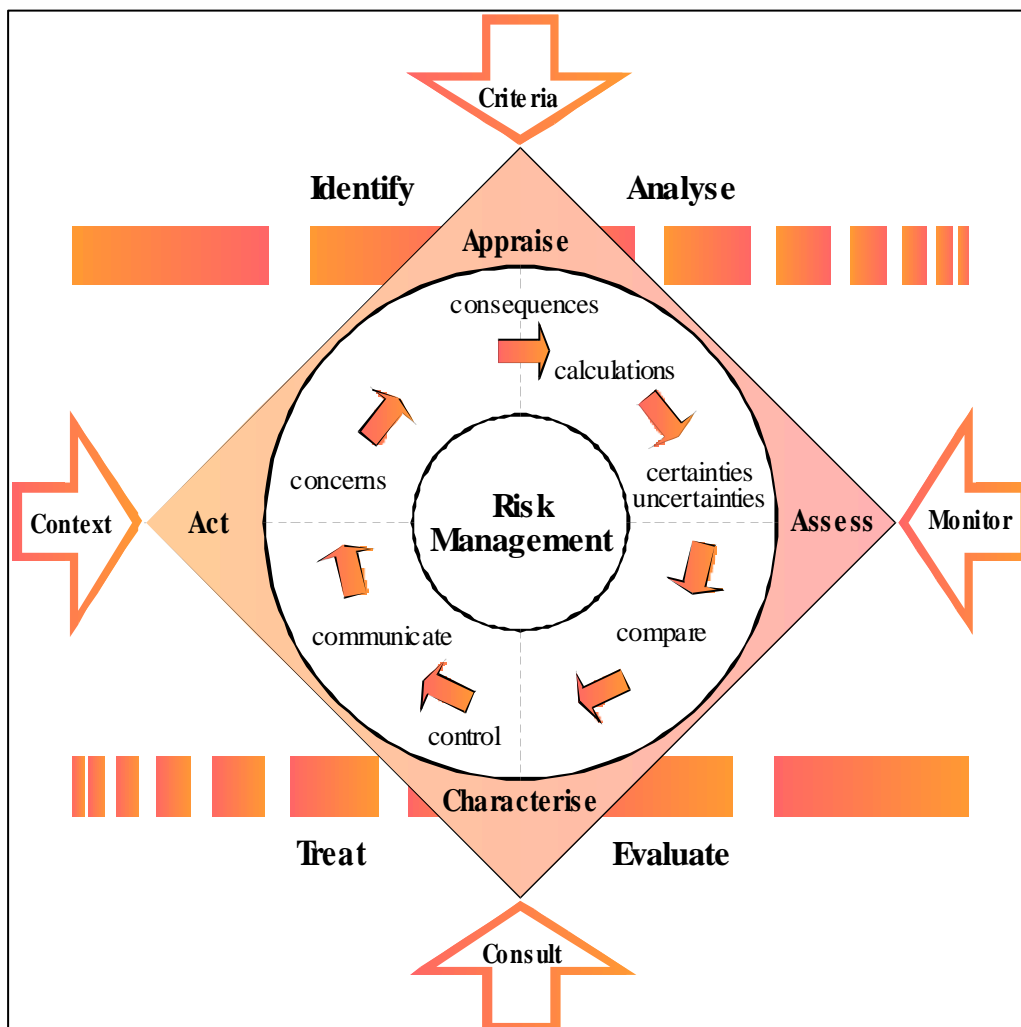 Criteria
Identify
Analyse
Appraise
consequences
calculations
concerns
certainties
uncertainties
Context
Act
Risk
Management
Assess
Monitor
communicate
compare
control
Characterise
Treat
Evaluate
Consult